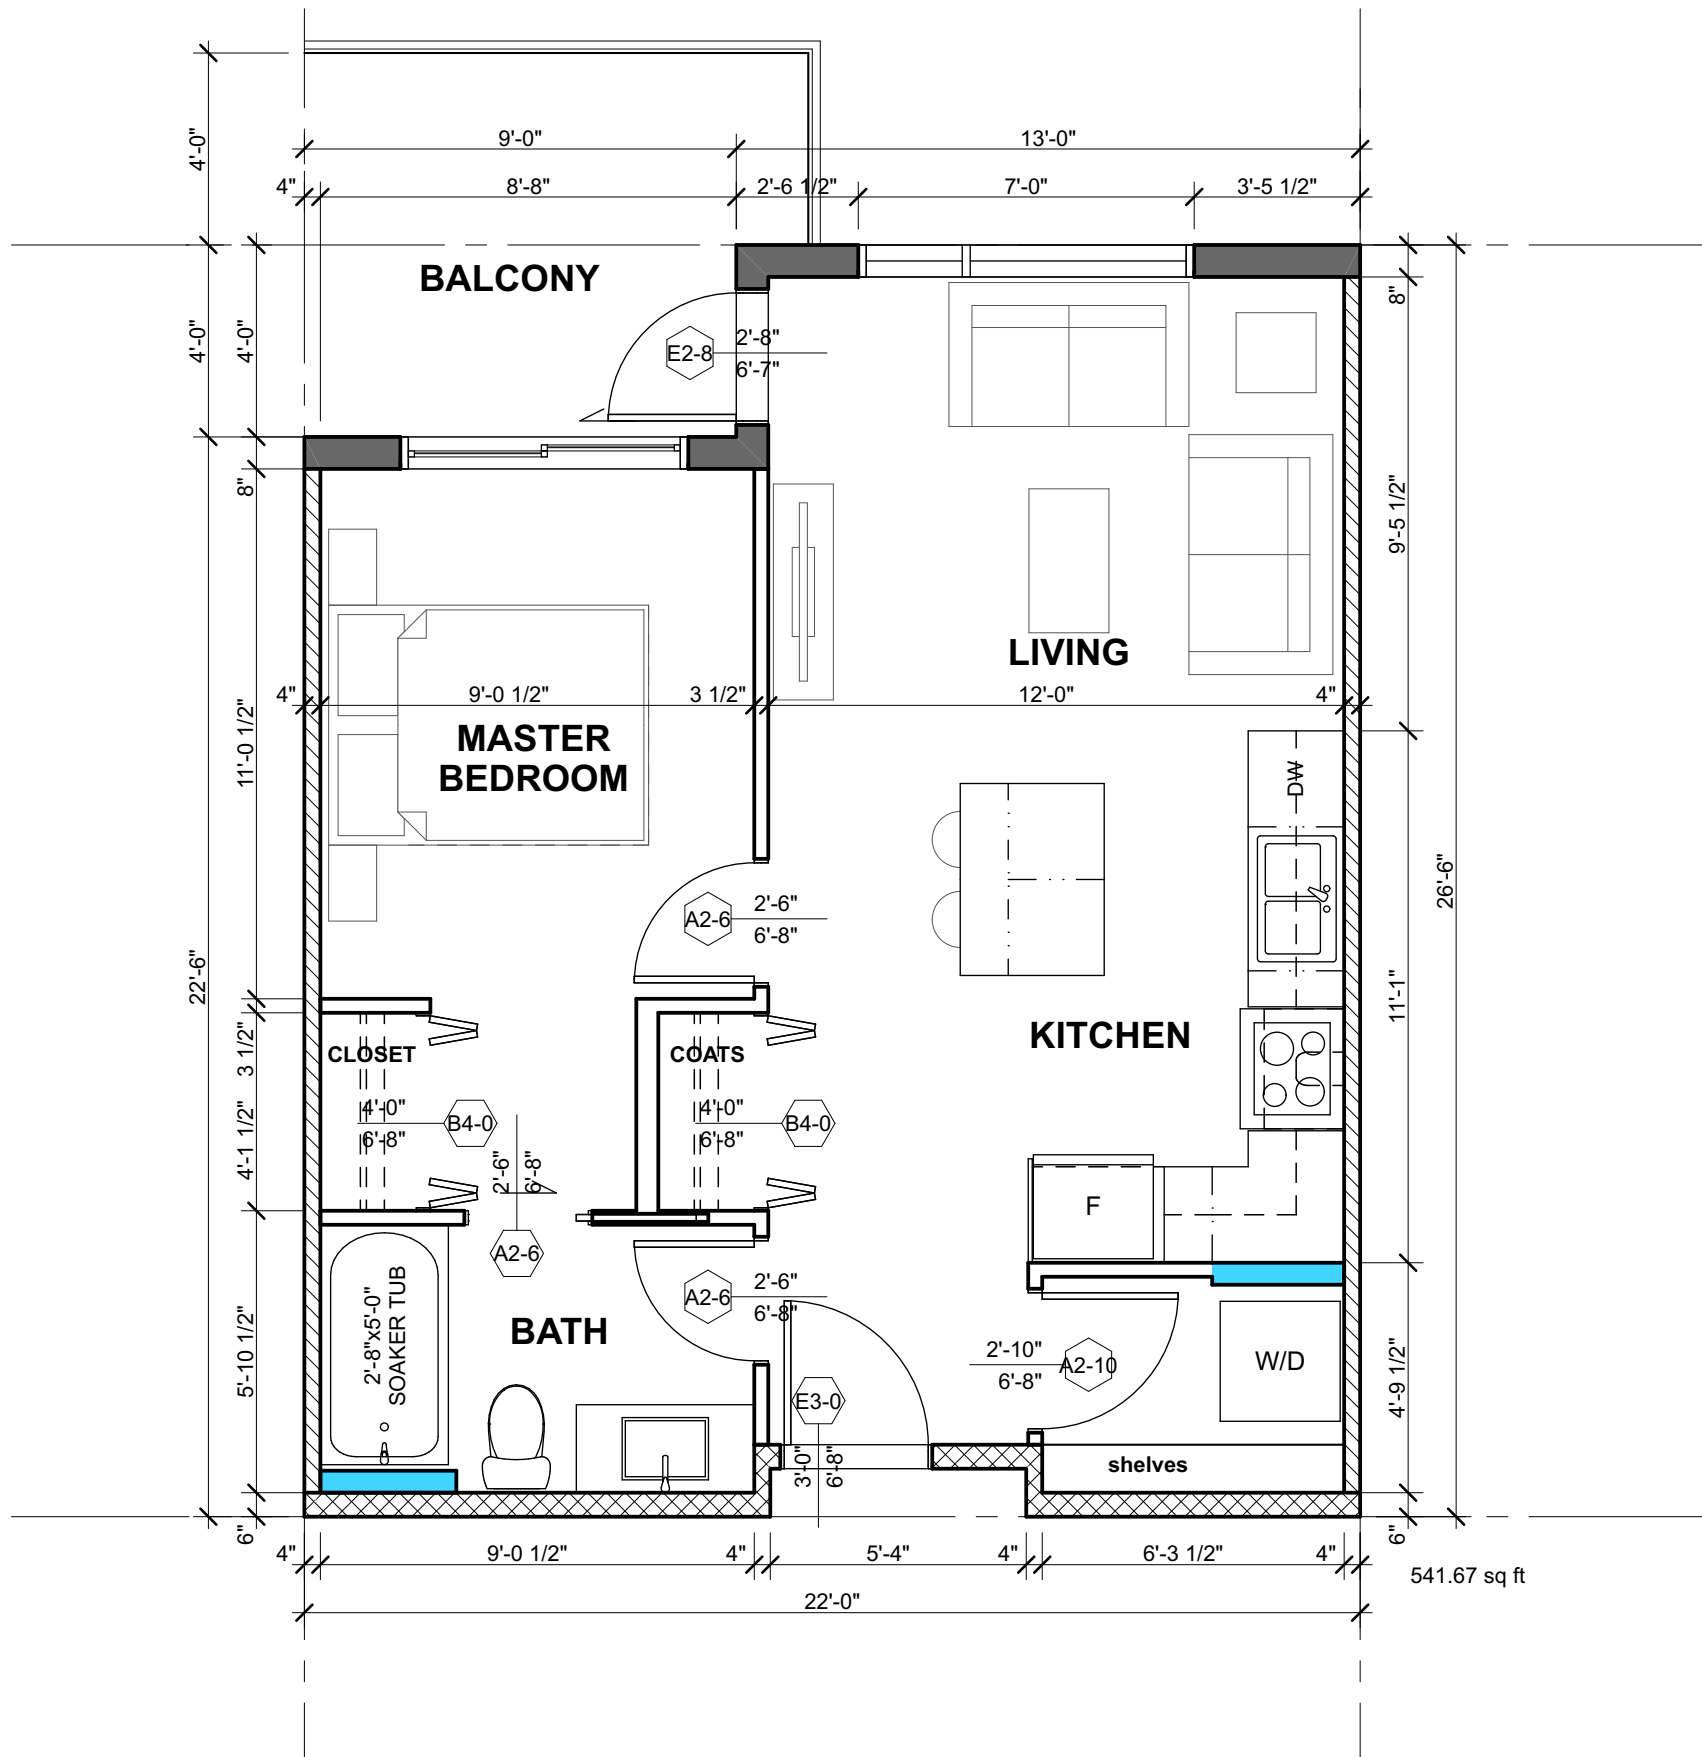 4'-0"
9'-0"
13'-0"
4"
8'-8"
2'-6 1/2"
7'-0"
3'-5 1/2"
BALCONY
4'-0"
4'-0"
8"
E2-8
2'-8"
6'-7"
8"
9'-5 1/2"
LIVING
4"
9'-0 1/2"
3 1/2"
12'-0"
4"
MASTER
BEDROOM
11'-0 1/2"
DW
26'-6"
A2-6
2'-6"
6'-8"
22'-6"
11'-1"
KITCHEN
3 1/2"
CLOSET
COATS
4'-0"
6'-8"
B4-0
4'-0"
6'-8"
B4-0
4'-1 1/2"
2'-6"
6'-8"
F
A2-6
A2-6
2'-6"
6'-8"
2'-8"x5'-0"
SOAKER TUB
BATH
5'-10 1/2"
2'-10"
6'-8"
A2-10
W/D
4'-9 1/2"
E3-0
3'-0"
6'-8"
shelves
6"
6"
4"
9'-0 1/2"
4"
5'-4"
4"
6'-3 1/2"
4"
541.67 sq ft
22'-0"